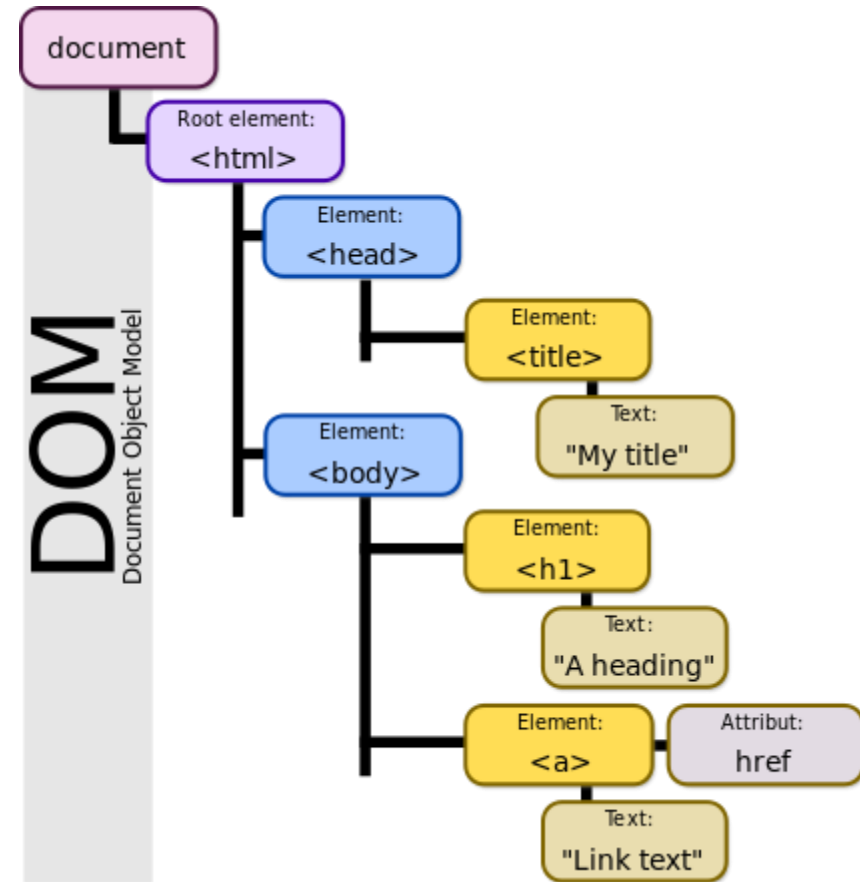 document
Root element:
<html>
Element:
<head>
Element:
<title>
Text:
"My title"
Element:
<body>
Element:
<h1>
Text:
"A heading"
Element:
<a>
Attribut:
href
Text:
"Link text"
DOM
Document Object Model